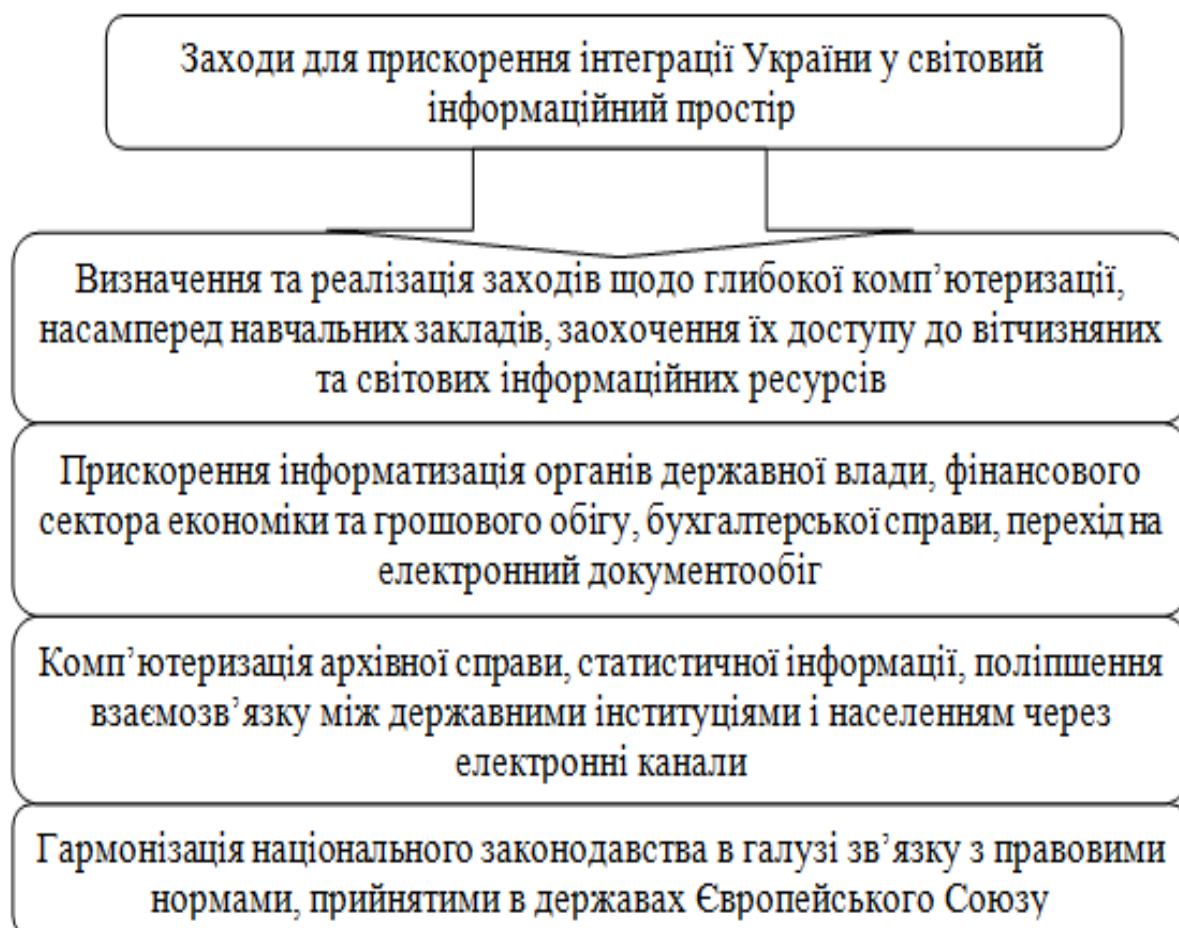 Заходи для прискорення інтеграції України у світовий
інформаційний простір
Визначення та реалізація заходів щодо глибокої комп’ютеризації,
насамперед навчальних закладів, заохочення їх доступу до вітчизняних
та світових інформаційних ресурсів
Прискорення інформатизація органів державної влади, фінансового
сектора економіки та грошового обігу, бухгалтерської справи, перехід на
електронний документообіг
Комп’ютеризація архівної справи, статистичної інформації, поліпшення
взаємозв’язку між державними інституціями і населенням через
електронні канали
Гармонізація національного законодавства в галузі зв’язку з правовими
нормами, прийнятими в державах Європейського Союзу